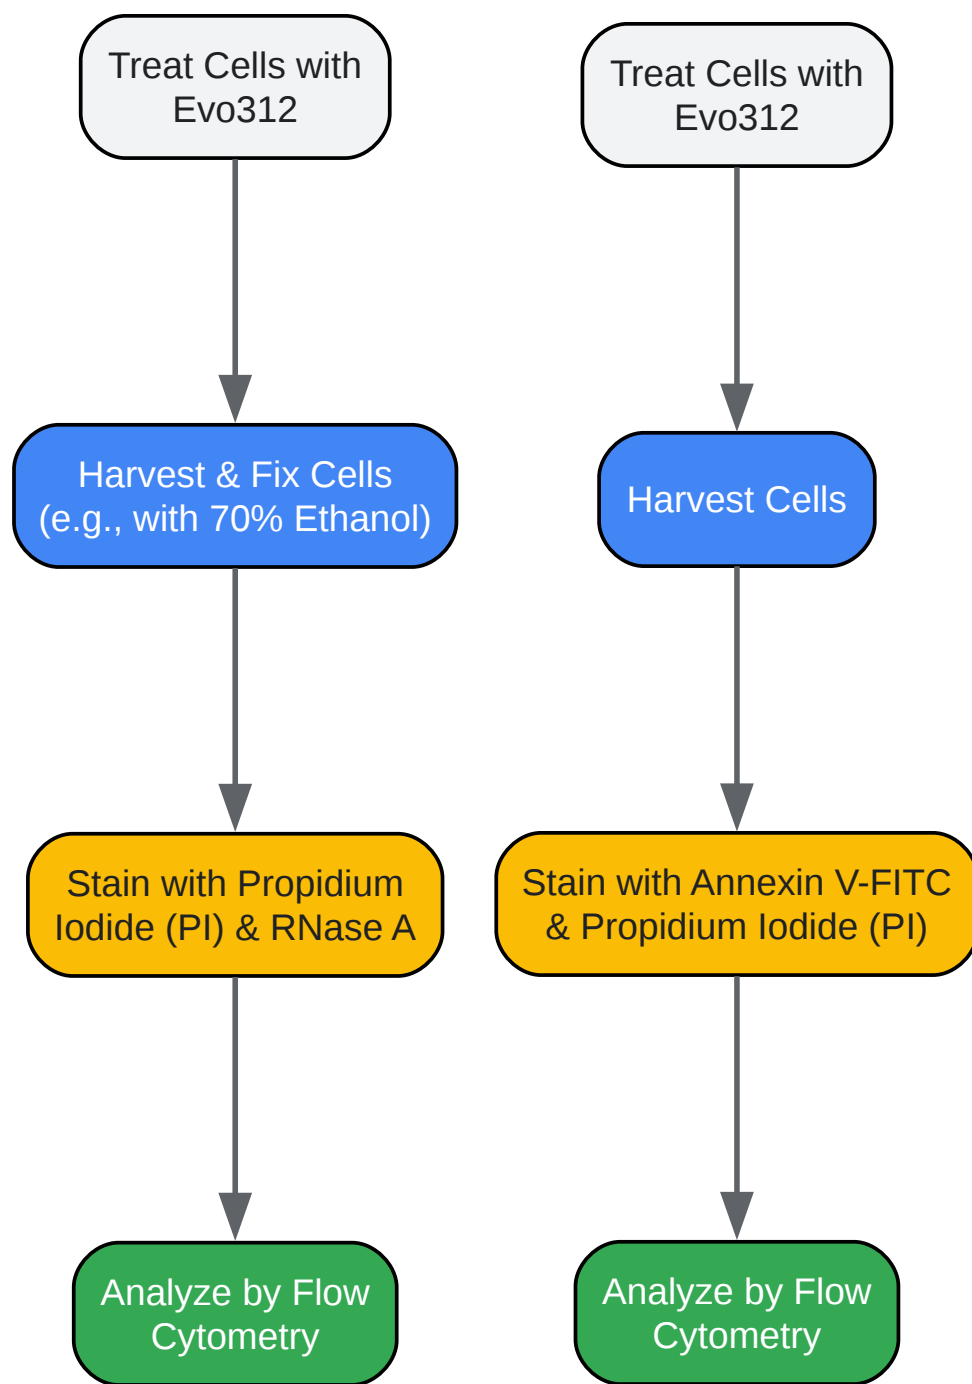 Treat Cells with
Evo312
Harvest & Fix Cells
(e.g., with 70% Ethanol)
Stain with Propidium
Iodide (PI) & RNase A
Analyze by Flow
Cytometry
Treat Cells with
Evo312
Harvest Cells
Stain with Annexin V-FITC
& Propidium Iodide (PI)
Analyze by Flow
Cytometry